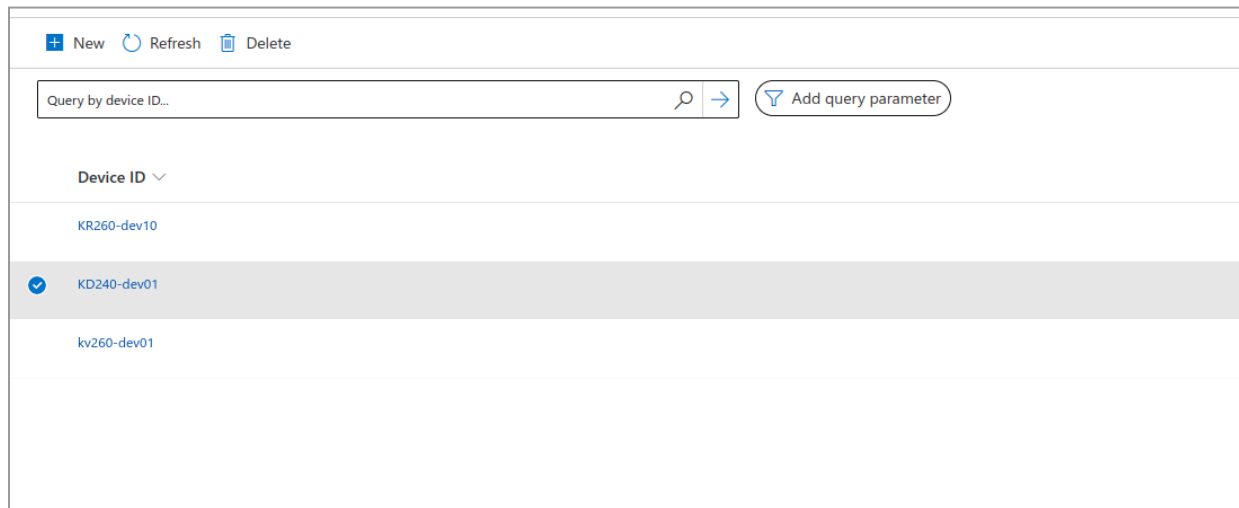 New Refresh Delete
Query by device ID...
Add query parameter
Device ID
KR260-dev10
KD240-dev01
kv260-dev01